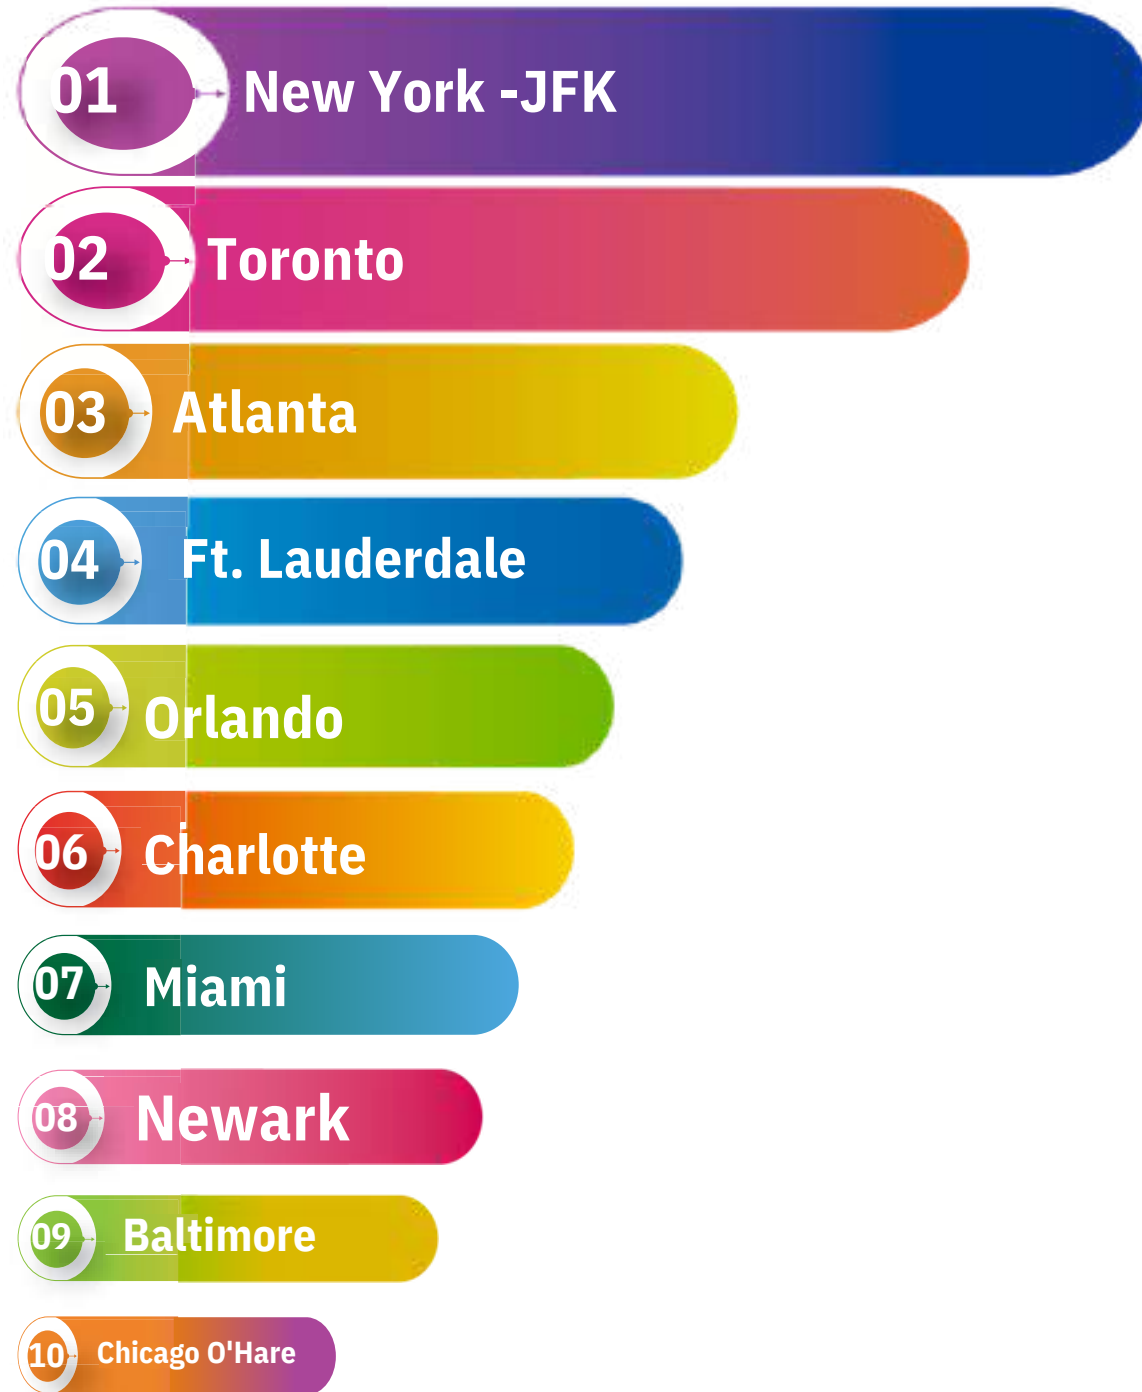 01 New York -JFK
02 Toronto
03 Atlanta
04 Ft. Lauderdale
05 Orlando
06 Charlotte
07 Miami
08 Newark
09 Baltimore
10 Chicago O'Hare